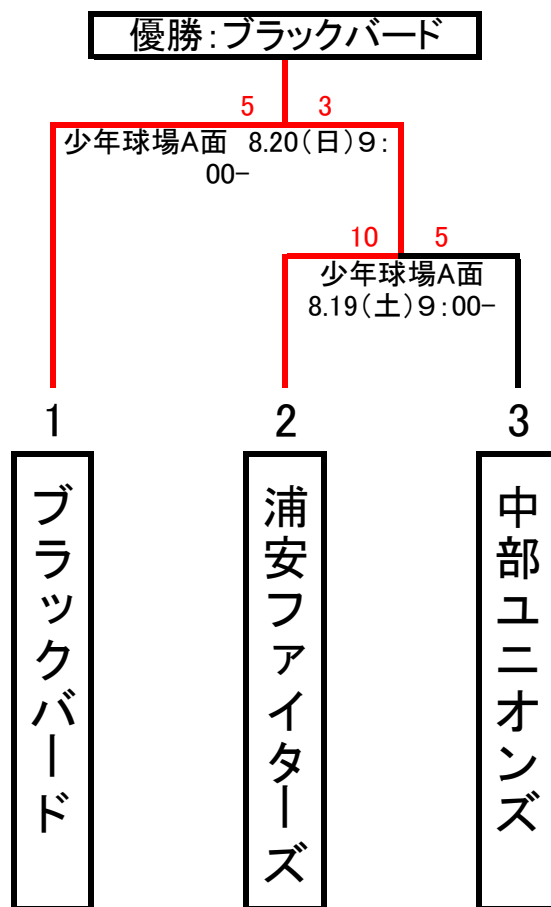 優勝：ブラックバード
5 3
少年球場A面 8.20（日）９：
00−
10 5
少年球場A面
8.19（土）９：00−
1 2 3
ブラックバード
浦安ファイターズ
中部ユニオンズ